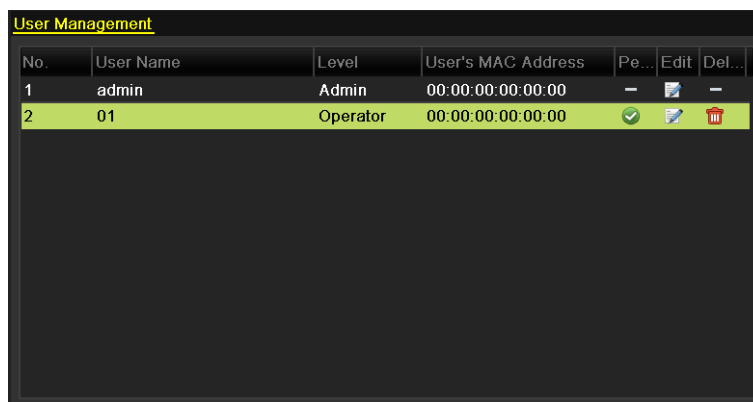 User Management
No. User Name Level User's MAC Address Pe... Edit Del...
1 admin Admin 00:00:00:00:00:00 – –
2 01 Operator 00:00:00:00:00:00